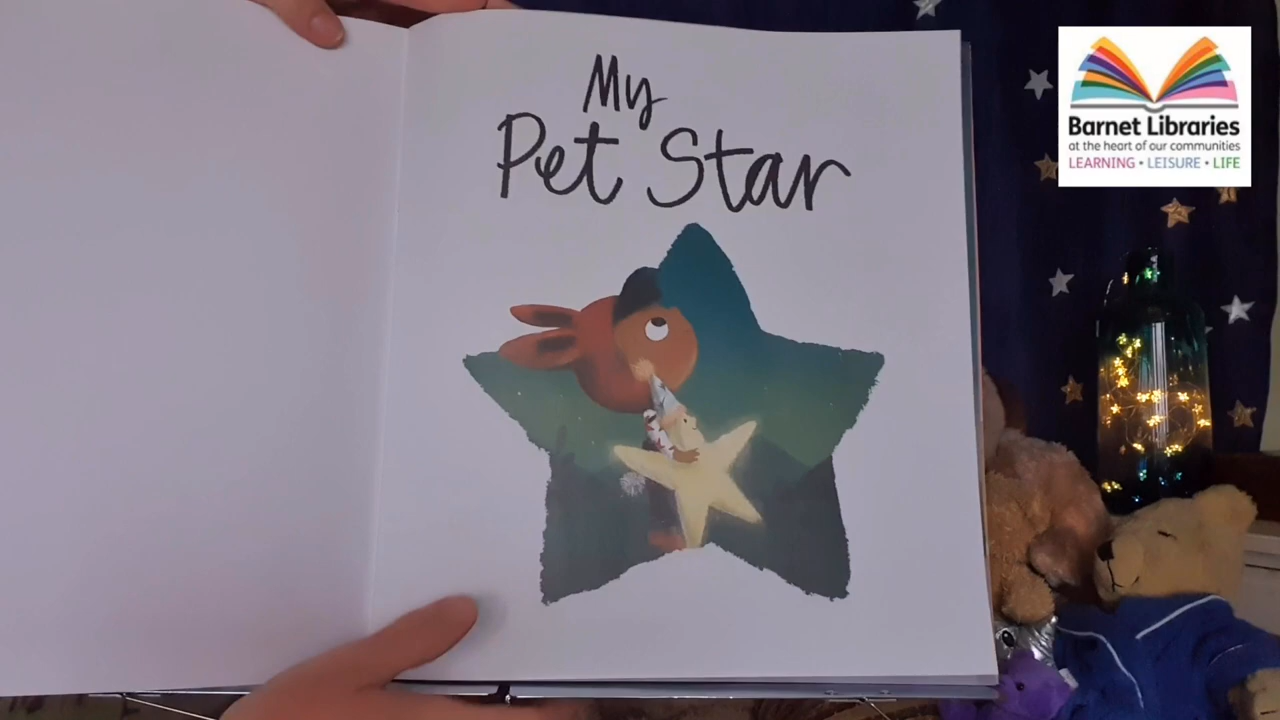 My
Pet Star
Barnet Libraries
at the heart of our communities
LEARNING • LEISURE • LIFE